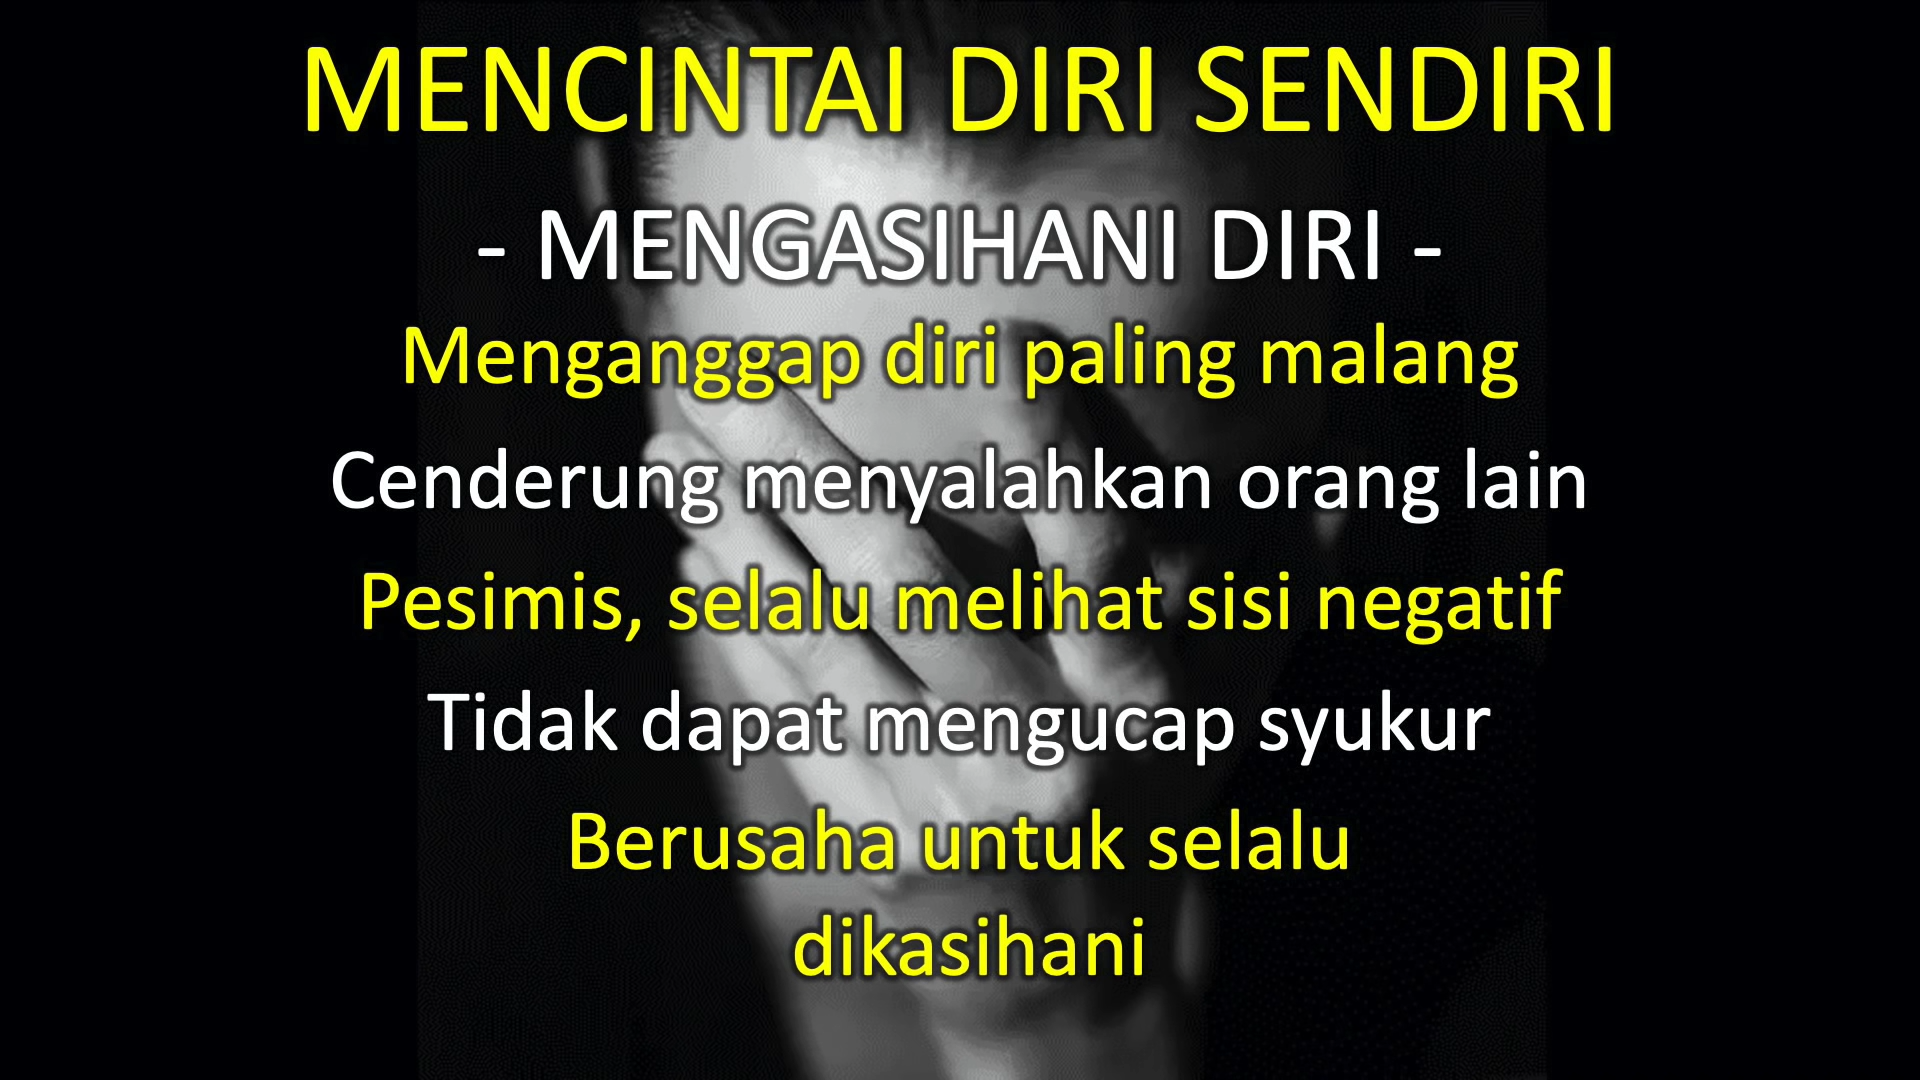 MENCINTAI DIRI SENDIRI
- MENGASIHANI DIRI -
Menganggap diri paling malang
Cenderung menyalahkan orang lain
Pesimis, selalu melihat sisi negatif
Tidak dapat mengucap syukur
Berusaha untuk selalu
dikasihani